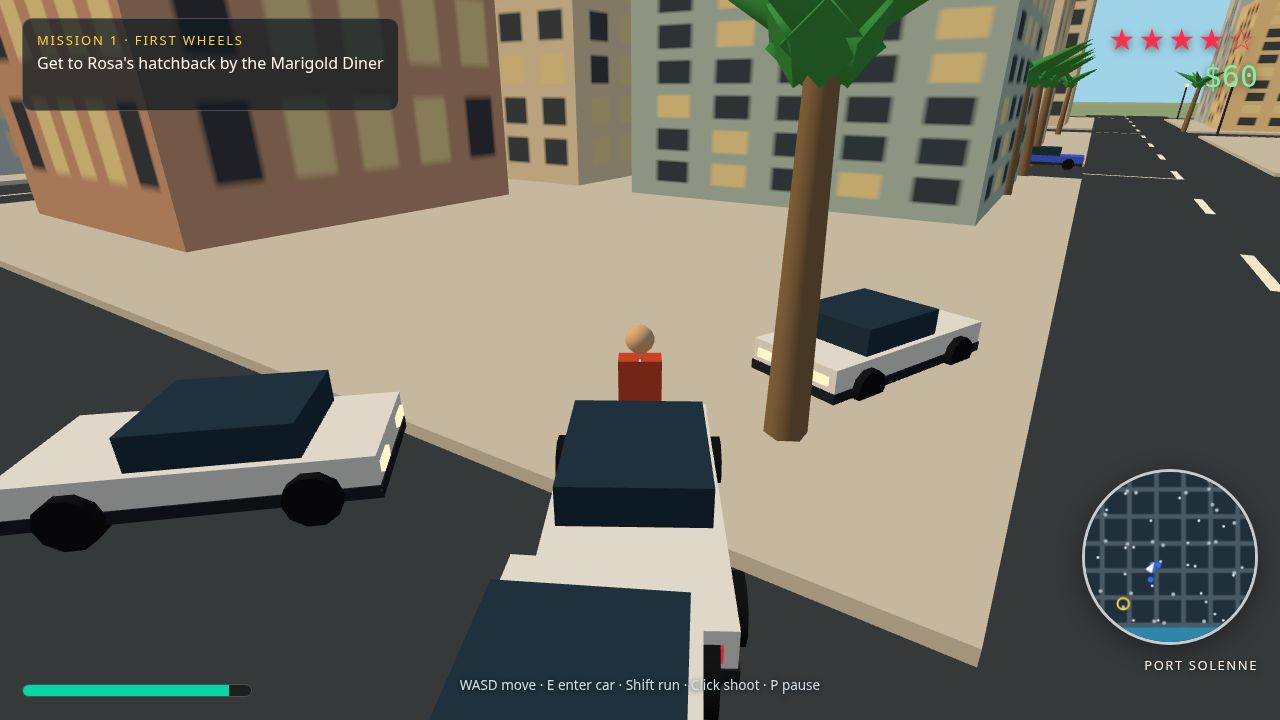 MISSION 1 · FIRST WHEELS
Get to Rosa's hatchback by the Marigold Diner
★★★★☆
$60
PORT SOLENNE
WASD move · E enter car · Shift run · Click shoot · P pause